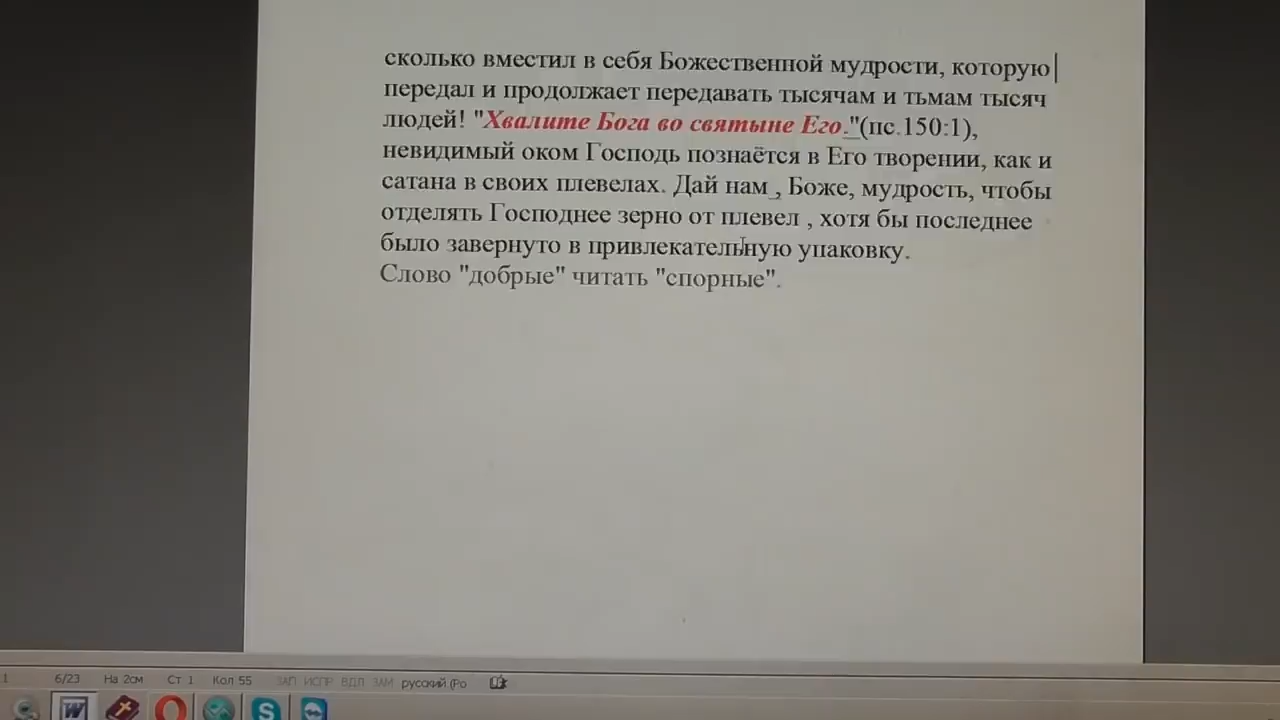 сколько вместил в себя Божественной мудрости, которую
передал и продолжает передавать тысячам и тьмам тысяч
людей! "Хвалите Бога во святыне Его."(пс.150:1),
невидимый оком Господь познаётся в Его творении, как и
сатана в своих плевелах. Дай нам , Боже, мудрость, чтобы
отделять Господнее зерно от плевел , хотя бы последнее
было завернуто в привлекательную упаковку.
Слово "добрые" читать "спорные".
1 6/23 На 2см Ст 1 Кол 55 ЗАП ИСПР ВДЛ ЗАМ русский (Ро